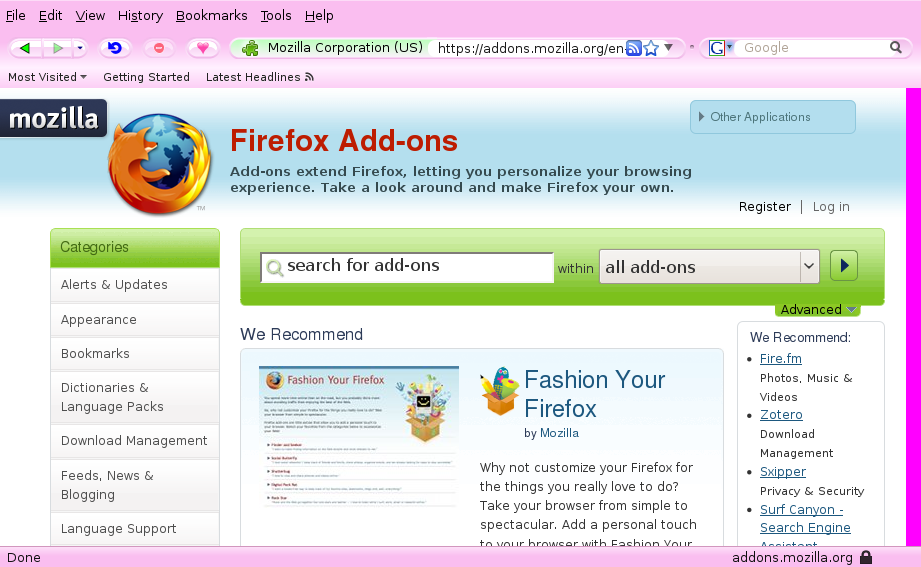 File Edit View History Bookmarks Tools Help
Mozilla Corporation (US) https://addons.mozilla.org/en- Google
Most Visited Getting Started Latest Headlines
mozilla
Other Applications
Firefox Add-ons
Add-ons extend Firefox, letting you personalize your browsing
experience. Take a look around and make Firefox your own.
TM
Register | Log in
Categories
Alerts & Updates
Appearance
Bookmarks
Dictionaries &
Language Packs
Download Management
Feeds, News &
Blogging
Language Support
search for add-ons within all add-ons
Advanced
We Recommend
Fashion Your Firefox
Fashion Your
Firefox
by Mozilla
Why not customize your Firefox for
the things you really love to do?
Take your browser from simple to
spectacular. Add a personal touch
to your browser with Fashion Your
We Recommend:
Fire.fm
Photos, Music &
Videos
Zotero
Download
Management
Sxipper
Privacy & Security
Surf Canyon -
Search Engine
Assistant
Done addons.mozilla.org